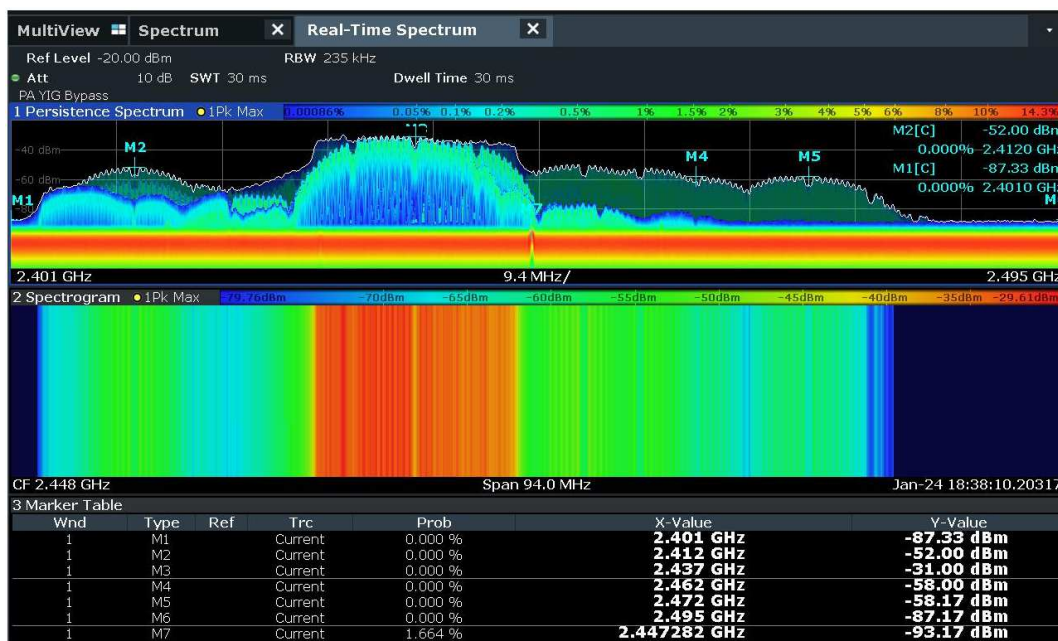 MultiView Spectrum X Real-Time Spectrum X
Ref Level -20.00 dBm RBW 235 kHz
Att 10 dB SWT 30 ms Dwell Time 30 ms
PA YIG Bypass
1 Persistence Spectrum 1Pk Max 0.00086% 0.05% 0.1% 0.2% 0.5% 1% 1.5% 2% 3% 4% 5% 6% 8% 10% 14.3%
M2[C] -52.00 dBm
-40 dBm
M2 0.000% 2.4120 GHz
M4 M5 M1[C] -87.33 dBm
-60 dBm 0.000% 2.4010 GHz
M1
2.401 GHz 9.4 MHz/ 2.495 GHz
2 Spectrogram 1Pk Max -79.76dBm -70dBm -65dBm -60dBm -55dBm -50dBm -45dBm -40dBm -35dBm -29.61dBm
CF 2.448 GHz Span 94.0 MHz Jan-24 18:38:10.20317
3 Marker Table
Wnd Type Ref Trc Prob X-Value Y-Value
1 M1 Current 0.000 % 2.401 GHz -87.33 dBm
1 M2 Current 0.000 % 2.412 GHz -52.00 dBm
1 M3 Current 0.000 % 2.437 GHz -31.00 dBm
1 M4 Current 0.000 % 2.462 GHz -58.00 dBm
1 M5 Current 0.000 % 2.472 GHz -58.17 dBm
1 M6 Current 0.000 % 2.495 GHz -87.17 dBm
1 M7 Current 1.664 % 2.447282 GHz -93.17 dBm